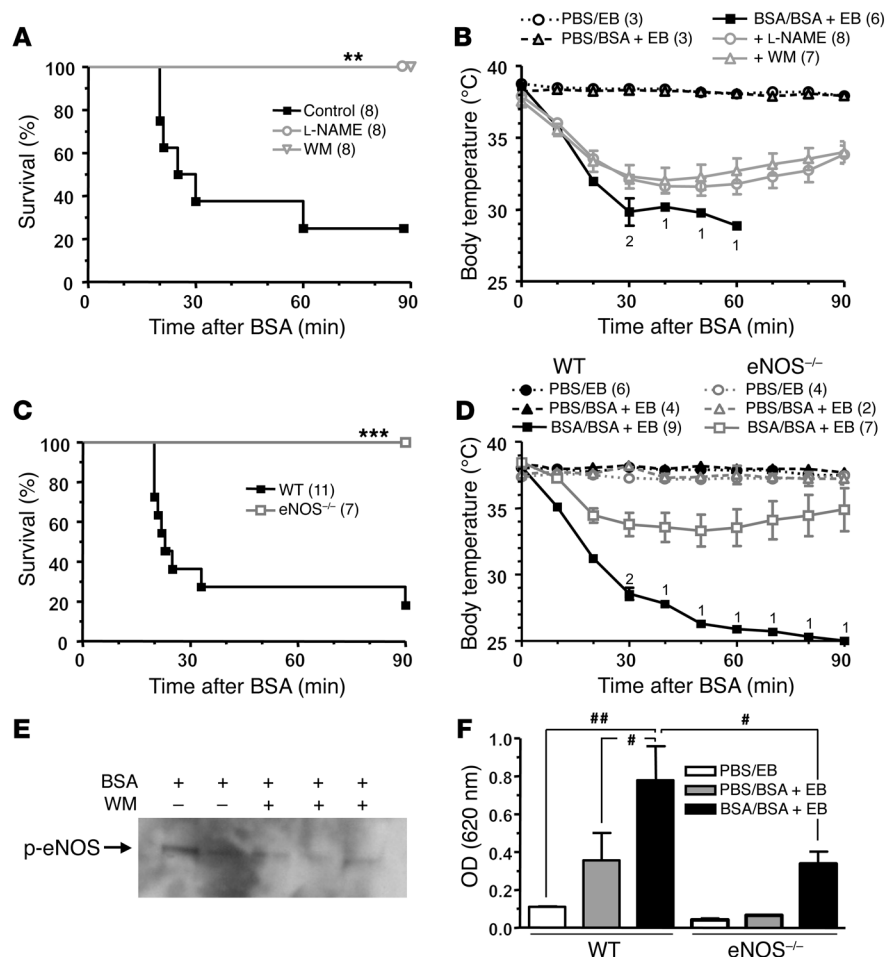 A
**
Survival (%)
100
80
60
40
20
0
Control (8)
L-NAME (8)
WM (8)
0
30
60
90
Time after BSA (min)
B
PBS/EB (3)
PBS/BSA + EB (3)
BSA/BSA + EB (6)
+ L-NAME (8)
+ WM (7)
Body temperature (°C)
40
35
30
25
2
1
1
1
0
30
60
90
Time after BSA (min)
C
***
Survival (%)
100
80
60
40
20
0
WT (11)
eNOS–/– (7)
0
30
60
90
Time after BSA (min)
D
WT
eNOS–/–
PBS/EB (6)
PBS/BSA + EB (4)
BSA/BSA + EB (9)
PBS/EB (4)
PBS/BSA + EB (2)
BSA/BSA + EB (7)
Body temperature (°C)
40
35
30
25
2
1
1
1
1
1
1
0
30
60
90
Time after BSA (min)
E
BSA + + + + +
WM – – + + +
p-eNOS
F
##
#
#
OD (620 nm)
1.0
0.8
0.6
0.4
0.2
0.0
PBS/EB
PBS/BSA + EB
BSA/BSA + EB
WT
eNOS–/–